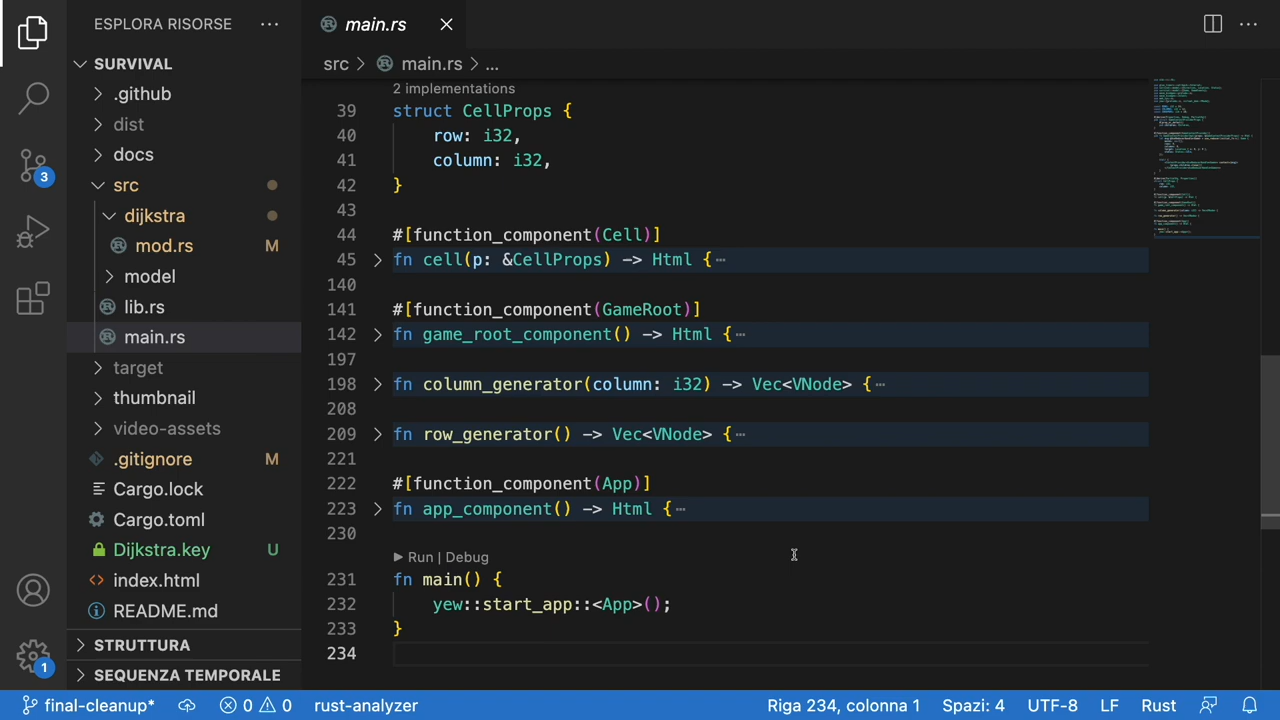 ESPLORA RISORSE ···
main.rs
SURVIVAL
.github
dist
docs
src
dijkstra
mod.rs M
model
lib.rs
main.rs
target
thumbnail
video-assets
.gitignore M
Cargo.lock
Cargo.toml
Dijkstra.key U
index.html
README.md
STRUTTURA
SEQUENZA TEMPORALE
3
1
src > main.rs > ...
2 implementations
39 struct CellProps {
40 row: i32,
41 column: i32,
42 }
43
44 #[function_component(Cell)]
45 fn cell(p: &CellProps) -> Html {···
140
141 #[function_component(GameRoot)]
142 fn game_root_component() -> Html {···
197
198 fn column_generator(column: i32) -> Vec<VNode> {···
208
209 fn row_generator() -> Vec<VNode> {···
221
222 #[function_component(App)]
223 fn app_component() -> Html {···
230
Run | Debug
231 fn main() {
232 yew::start_app::<App>();
233 }
234
final-cleanup* 0 0 rust-analyzer Riga 234, colonna 1 Spazi: 4 UTF-8 LF Rust